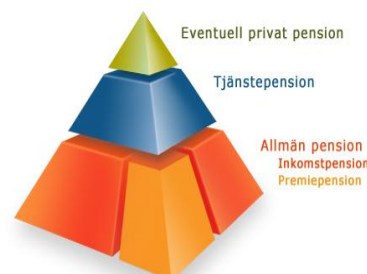 Eventuell privat pension
Tjänstepension
Allmän pension
Inkomstpension
Premiepension